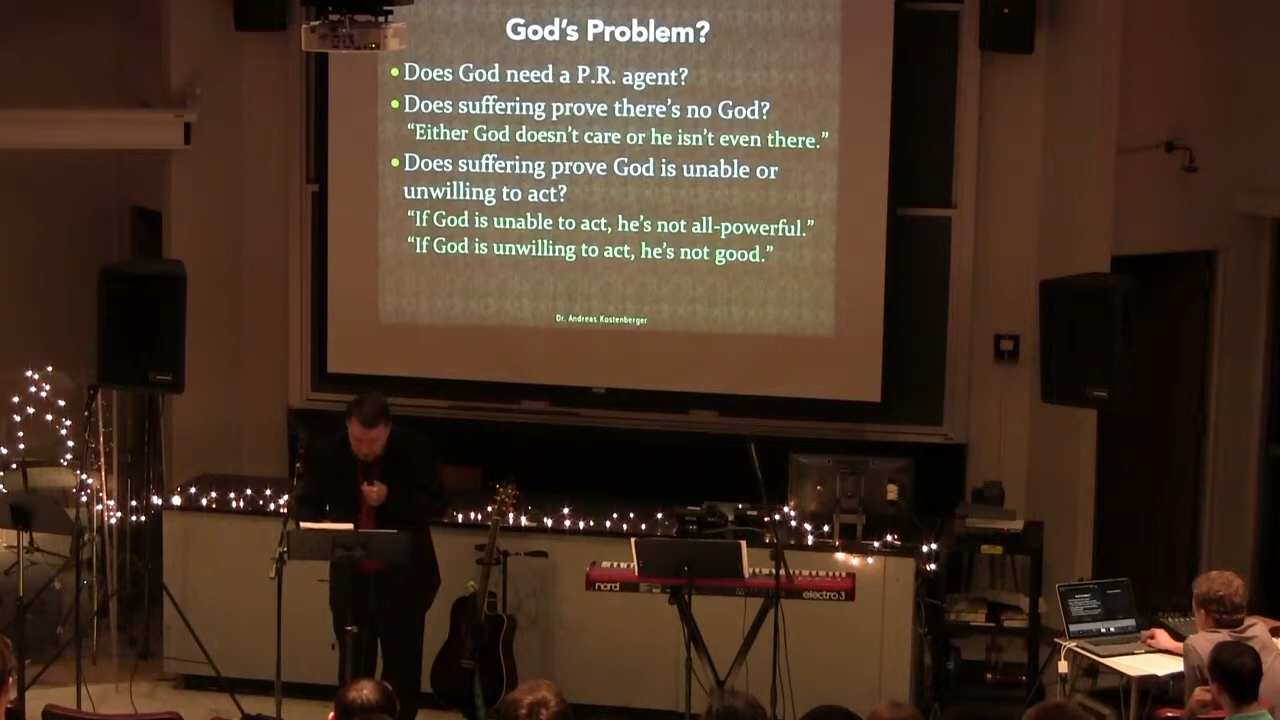 God's Problem?
• Does God need a P.R. agent?
• Does suffering prove there's no God?
“Either God doesn't care or he isn't even there.”
• Does suffering prove God is unable or
unwilling to act?
“If God is unable to act, he's not all-powerful.”
“If God is unwilling to act, he's not good.”
Dr. Andreas Kostenberger
nord
electro 3